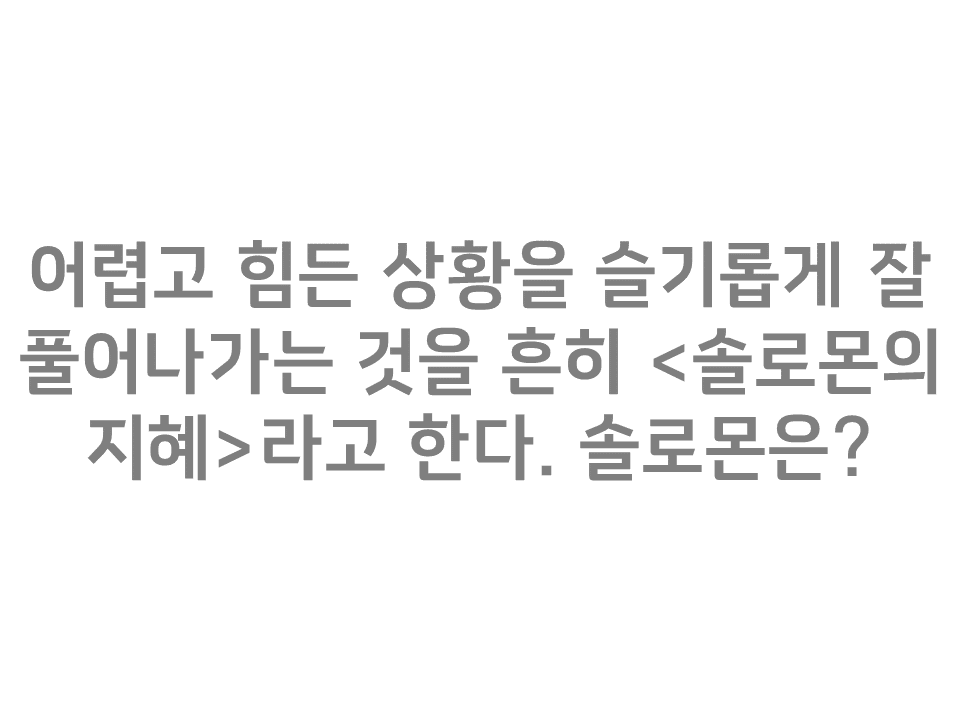 어렵고 힘든 상황을 슬기롭게 잘
풀어나가는 것을 흔히 <솔로몬의
지혜>라고 한다. 솔로몬은?